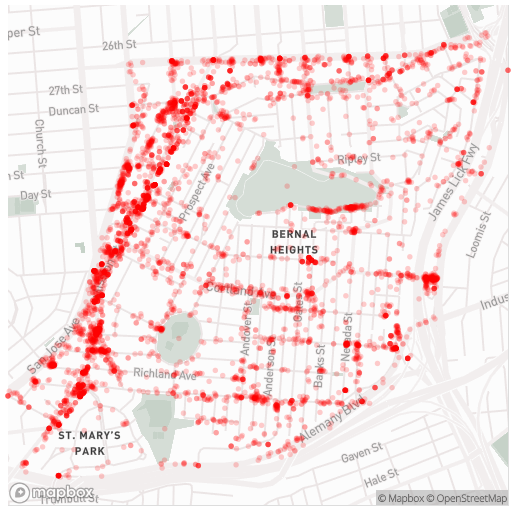 per St
26th St
27th St
Duncan St
Church St
Ripley St
James Lick Fwy
Prospect Ave
Day St
Loomis St
BERNAL
HEIGHTS
Cortland Ave
Gates St
Indus
Andover St
Nevada St
San Jose Ave
Anderson St
Banks St
Richland Ave
Alemany Blvd
ST. MARY'S
PARK
Gaven St
Hale St
mapbox
Trumbull St
© Mapbox © OpenStreetMap